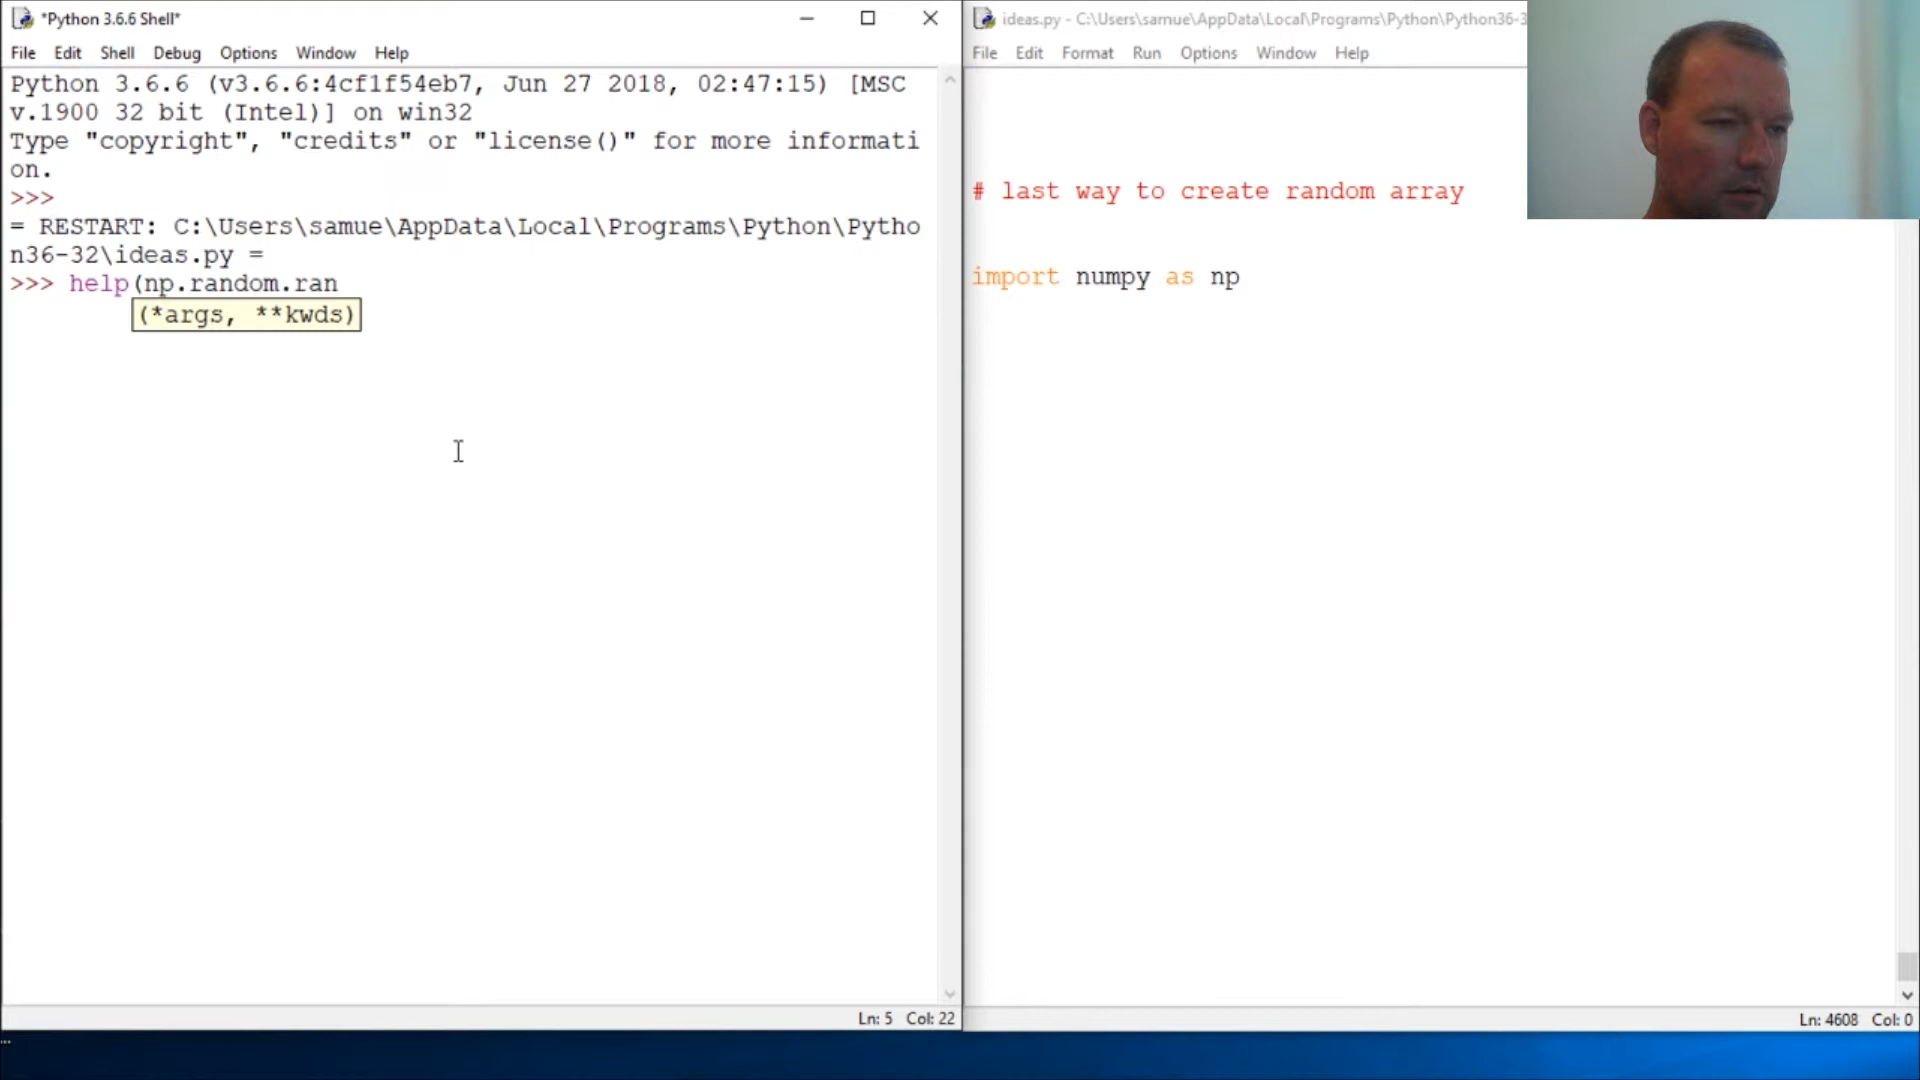 *Python 3.6.6 Shell*
File Edit Shell Debug Options Window Help
Python 3.6.6 (v3.6.6:4cf1f54eb7, Jun 27 2018, 02:47:15) [MSC
v.1900 32 bit (Intel)] on win32
Type "copyright", "credits" or "license()" for more informati
on.
>>>
= RESTART: C:\Users\samue\AppData\Local\Programs\Python\Pytho
n36-32\ideas.py =
>>> help(np.random.ran
(*args, **kwds)
Ln: 5 Col: 22
ideas.py - C:\Users\samue\AppData\Local\Programs\Python\Python36-3
File Edit Format Run Options Window Help
# last way to create random array
import numpy as np
Ln: 4608 Col: 0